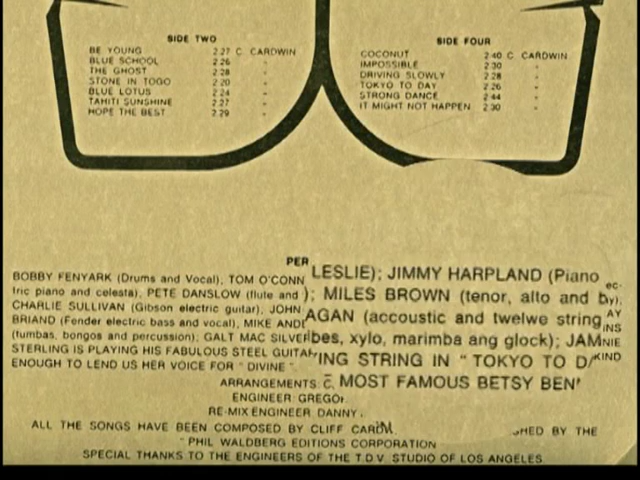 SIDE TWO
BE YOUNG 2.27 C. CARDWIN
BLUE SCHOOL 2.26 "
THE GHOST 2.28 "
STONE IN TOGO 2.20 "
BLUE LOTUS 2.24 "
TAHITI SUNSHINE 2.27 "
HOPE THE BEST 2.29 "
SIDE FOUR
COCONUT 2.40 C. CARDWIN
IMPOSSIBLE 2.30 "
DRIVING SLOWLY 2.28 "
TOKYO TO DAY 2.26 "
STRONG DANCE 2.44 "
IT MIGHT NOT HAPPEN 2.30 "
PER
BOBBY FENYARK (Drums and Vocal), TOM O'CONN
tric piano and celesta), PETE DANSLOW (flute and
CHARLIE SULLIVAN (Gibson electric guitar), JOHN
BRIAND (Fender electric bass and vocal), MIKE AND
(tumbas, bongos and percussion), GALT MAC SILVER
STERLING IS PLAYING HIS FABULOUS STEEL GUITAR
ENOUGH TO LEND US HER VOICE FOR " DIVINE "
LESLIE); JIMMY HARPLAND (Piano
); MILES BROWN (tenor, alto and b
AGAN (accoustic and twelwe string
bes, xylo, marimba ang glock); JAM
ING STRING IN " TOKYO TO D
MOST FAMOUS BETSY BEN
ec-
y),
AY
INS
NIE
KIND
ARRANGEMENTS: C.
ENGINEER GREGO
RE-MIX ENGINEER DANNY
ALL THE SONGS HAVE BEEN COMPOSED BY CLIFF CAR HED BY THE
" PHIL WALDBERG EDITIONS CORPORATION
SPECIAL THANKS TO THE ENGINEERS OF THE T.D.V. STUDIO OF LOS ANGELES